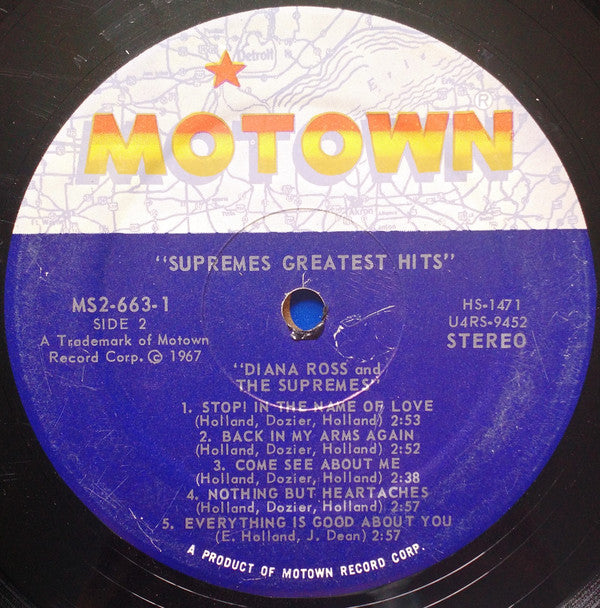 Detroit
Erie
MOTOWN®
Akron
"SUPREMES GREATEST HITS"
MS2-663-1
SIDE 2
A Trademark of Motown
Record Corp. © 1967
HS-1471
U4RS-9452
STEREO
"DIANA ROSS and
THE SUPREMES"
1. STOP! IN THE NAME OF LOVE
(Holland, Dozier, Holland) 2:53
2. BACK IN MY ARMS AGAIN
(Holland, Dozier, Holland) 2:52
3. COME SEE ABOUT ME
(Holland, Dozier, Holland) 2:38
4. NOTHING BUT HEARTACHES
(Holland, Dozier, Holland) 2:57
5. EVERYTHING IS GOOD ABOUT YOU
(E. Holland, J. Dean) 2:57
A PRODUCT OF MOTOWN RECORD CORP.